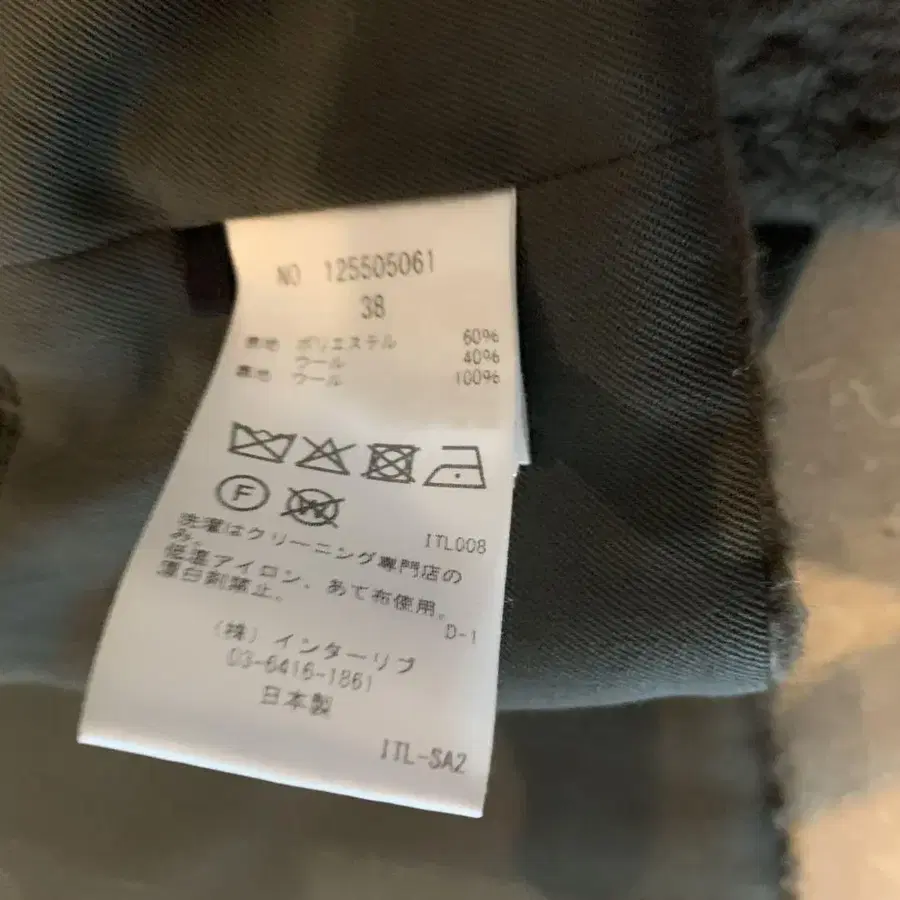 NO 125505061
38
表地 ポリエステル 60%
ウール 40%
裏地 ウール 100%
F W
ITL008
洗濯はクリーニング専門店の
み。
低温アイロン、あて布使用。
漂白剤禁止。
D-1
(株)インターリブ
03-6416-1861
日本製
ITL-SA2